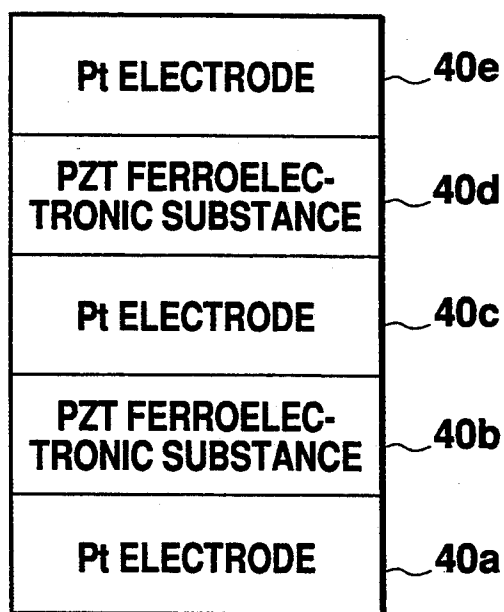 Pt ELECTRODE 40e
PZT FERROELEC-
TRONIC SUBSTANCE 40d
Pt ELECTRODE 40c
PZT FERROELEC-
TRONIC SUBSTANCE 40b
Pt ELECTRODE 40a